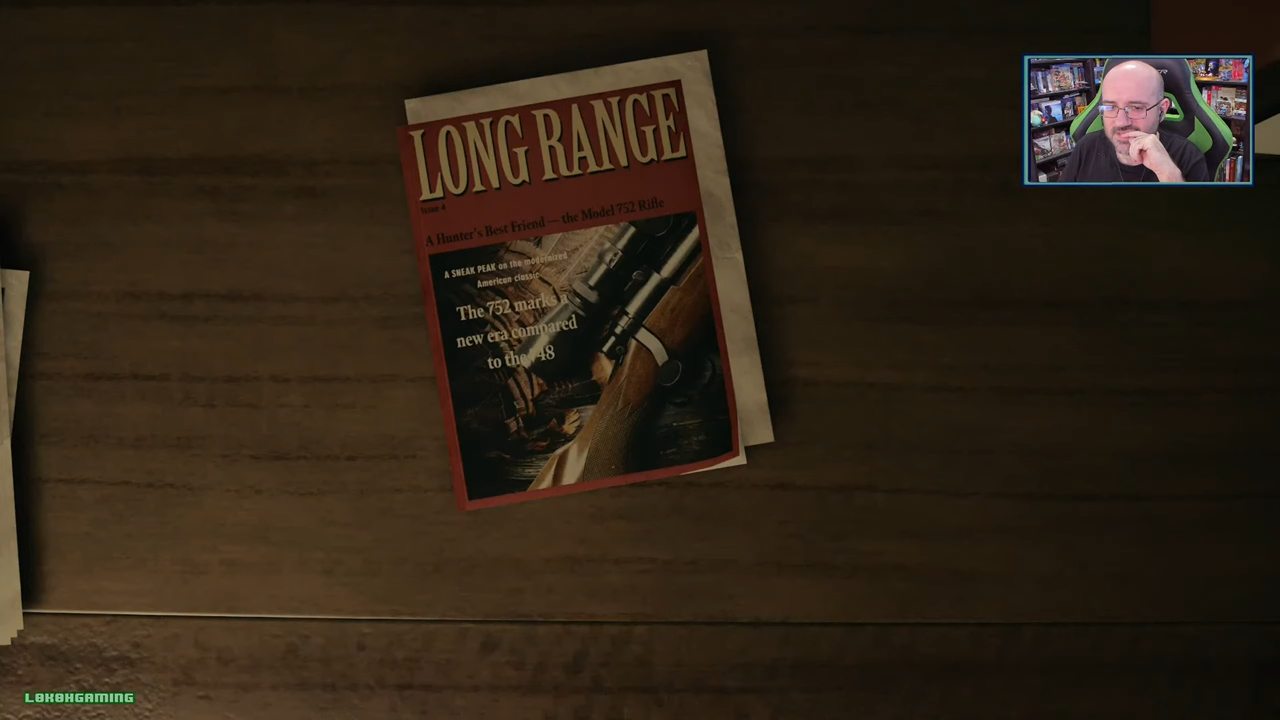 LONG RANGE
Issue 4
A Hunter's Best Friend — the Model 752 Rifle
A SNEAK PEAK on the modernized
American classic
The 752 marks a
new era compared
to the '48
L0K0HGAMING